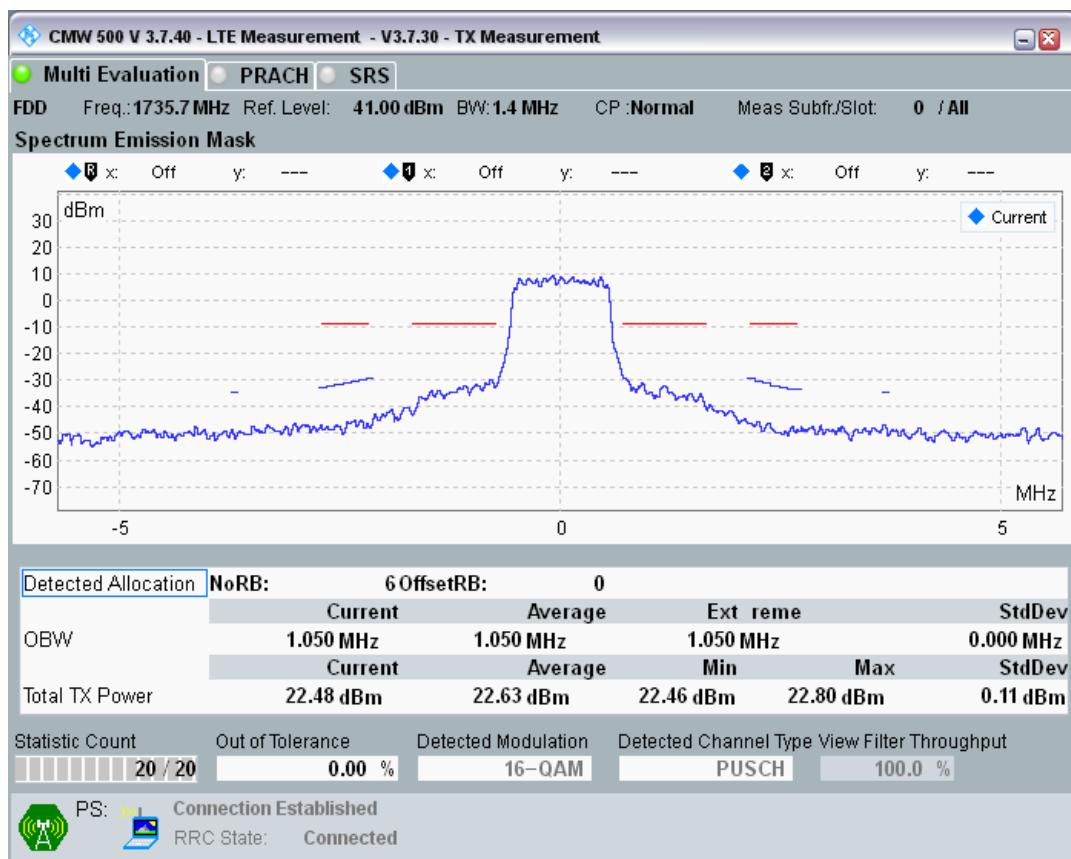 CMW 500 V 3.7.40 - LTE Measurement - V3.7.30 - TX Measurement
Multi Evaluation PRACH SRS
FDD Freq.: 1735.7 MHz Ref. Level: 41.00 dBm BW: 1.4 MHz CP :Normal Meas Subfr./Slot: 0 / All
Spectrum Emission Mask
R x: Off y: --- 1 x: Off y: --- 2 x: Off y: ---
dBm
Current
30
20
10
0
-10
-20
-30
-40
-50
-60
-70
MHz
-5 0 5
Detected Allocation NoRB: 6 OffsetRB: 0
Current Average Ext reme StdDev
OBW 1.050 MHz 1.050 MHz 1.050 MHz 0.000 MHz
Current Average Min Max StdDev
Total TX Power 22.48 dBm 22.63 dBm 22.46 dBm 22.80 dBm 0.11 dBm
Statistic Count Out of Tolerance Detected Modulation Detected Channel Type View Filter Throughput
20 / 20 0.00 % 16-QAM PUSCH 100.0 %
PS: Connection Established
RRC State: Connected